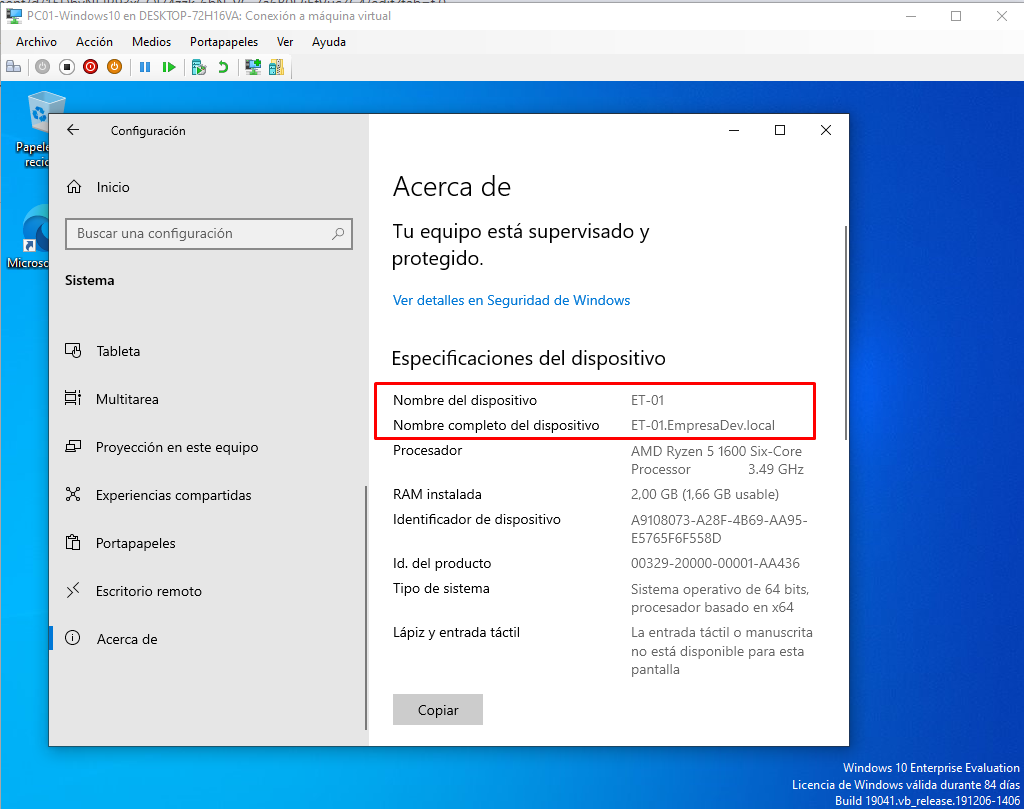 PC01-Windows10 en DESKTOP-72H16VA: Conexión a máquina virtual
Archivo Acción Medios Portapapeles Ver Ayuda
Configuración
Inicio
Buscar una configuración
Sistema
Tableta
Multitarea
Proyección en este equipo
Experiencias compartidas
Portapapeles
Escritorio remoto
Acerca de
Acerca de
Tu equipo está supervisado y
protegido.
Ver detalles en Seguridad de Windows
Especificaciones del dispositivo
Nombre del dispositivo ET-01
Nombre completo del dispositivo ET-01.EmpresaDev.local
Procesador AMD Ryzen 5 1600 Six-Core
Processor 3.49 GHz
RAM instalada 2,00 GB (1,66 GB usable)
Identificador de dispositivo A9108073-A28F-4B69-AA95-
E5765F6F558D
Id. del producto 00329-20000-00001-AA436
Tipo de sistema Sistema operativo de 64 bits,
procesador basado en x64
Lápiz y entrada táctil La entrada táctil o manuscrita
no está disponible para esta
pantalla
Copiar
Papele
recic
Microso
Windows 10 Enterprise Evaluation
Licencia de Windows válida durante 84 días
Build 19041.vb_release.191206-1406